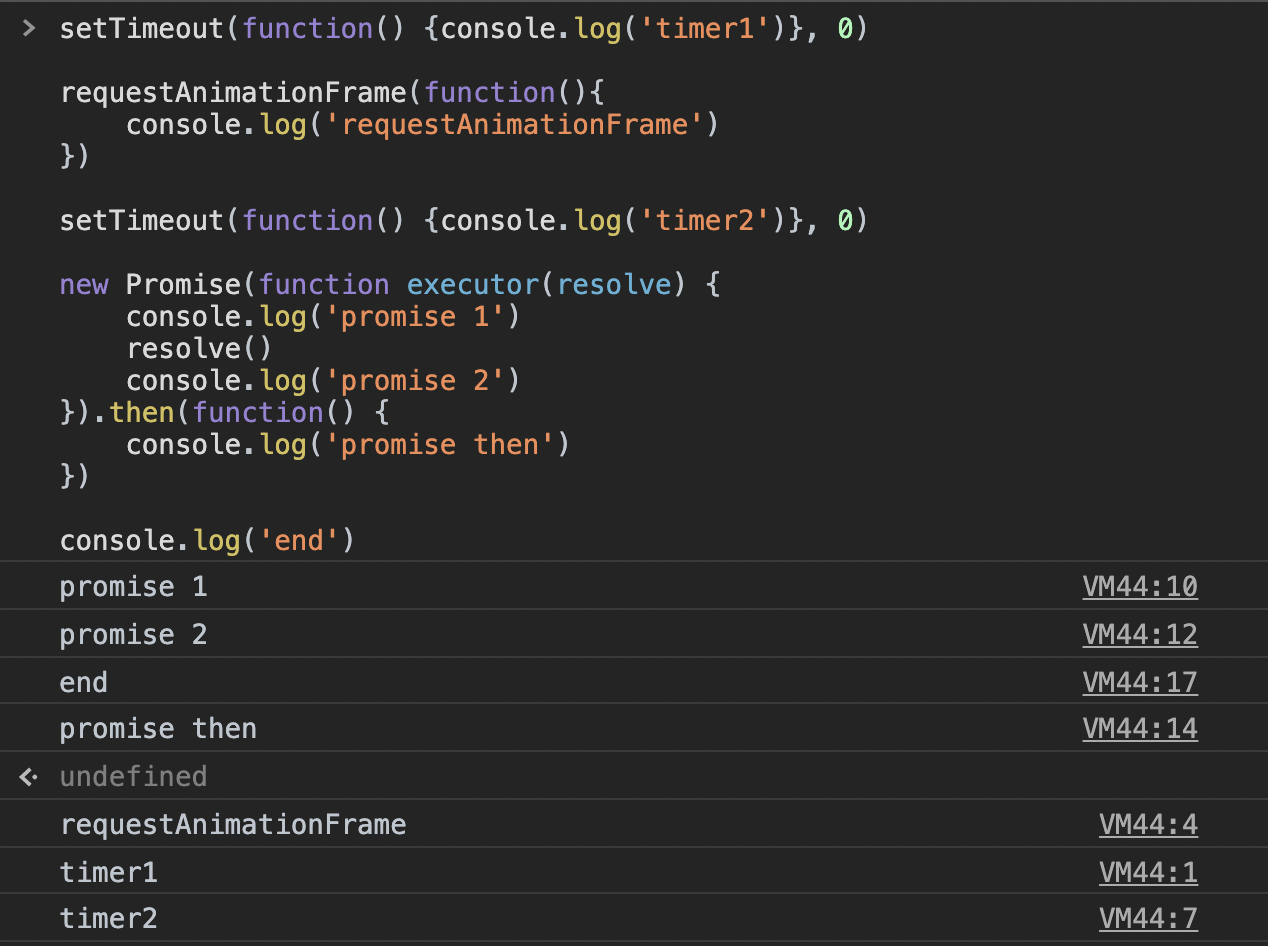 > setTimeout(function() {console.log('timer1')}, 0)
requestAnimationFrame(function(){
    console.log('requestAnimationFrame')
})
setTimeout(function() {console.log('timer2')}, 0)
new Promise(function executor(resolve) {
    console.log('promise 1')
    resolve()
    console.log('promise 2')
}).then(function() {
    console.log('promise then')
})
console.log('end')
promise 1 VM44:10
promise 2 VM44:12
end VM44:17
promise then VM44:14
undefined
requestAnimationFrame VM44:4
timer1 VM44:1
timer2 VM44:7